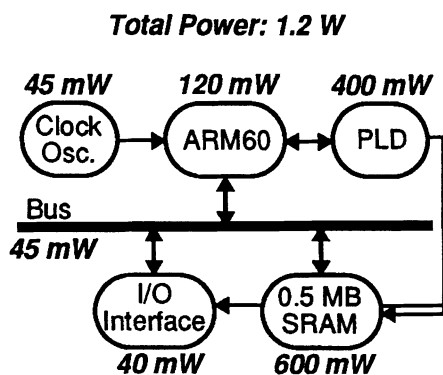 Total Power: 1.2 W
45 mW
120 mW
400 mW
Clock
Osc.
ARM60
PLD
Bus
45 mW
I/O
Interface
0.5 MB
SRAM
40 mW
600 mW